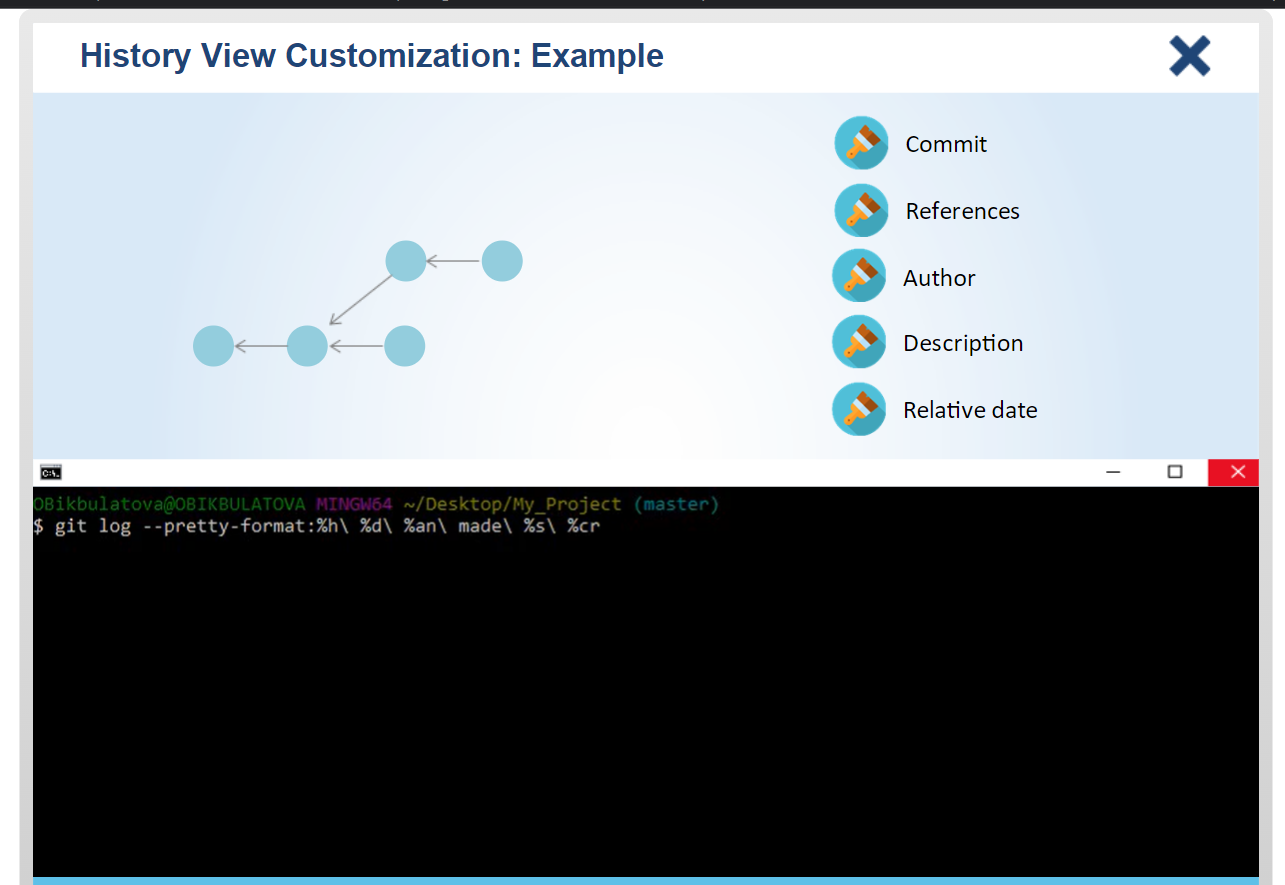 History View Customization: Example
Commit
References
Author
Description
Relative date
OBikbulatova@OBIKBULATOVA MINGW64 ~/Desktop/My_Project (master)
$ git log --pretty-format:%h\ %d\ %an\ made\ %s\ %cr